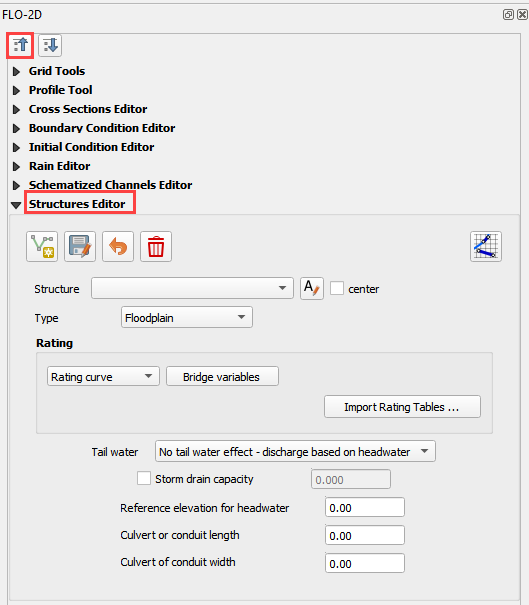 FLO-2D
Grid Tools
Profile Tool
Cross Sections Editor
Boundary Condition Editor
Initial Condition Editor
Rain Editor
Schematized Channels Editor
Structures Editor
Structure A center
Type Floodplain
Rating
Rating curve Bridge variables
Import Rating Tables ...
Tail water No tail water effect - discharge based on headwater
Storm drain capacity 0.000
Reference elevation for headwater 0.00
Culvert or conduit length 0.00
Culvert of conduit width 0.00